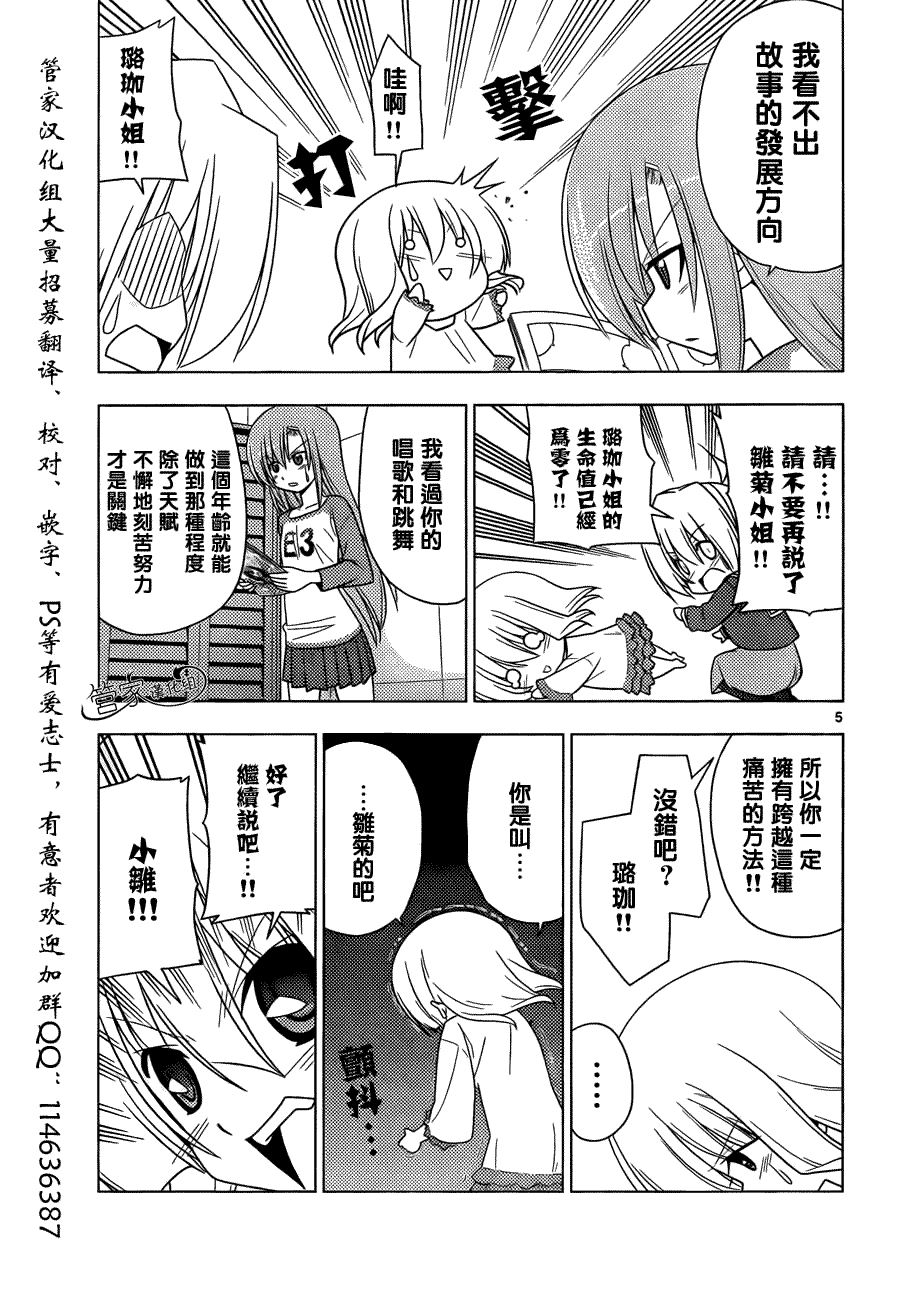 我看不出
故事的發展方向
擊
打
哇啊!!
璐珈小姐!!
請…!!
請不要再說了
雛菊小姐!!
璐珈小姐的
生命值已經
爲零了!!
我看過你的
唱歌和跳舞
這個年齡就能
做到那種程度
除了天賦
不懈地刻苦努力
才是關鍵
83
管家漢化組
5
所以你一定
擁有跨越這種
痛苦的方法!!
沒錯吧?
璐珈!!
……
你是叫…
…雛菊的吧
顫抖…
好了
繼續說吧…!!
小雛!!!
管家汉化组大量招募翻译、校对、嵌字、PS等有爱志士，有意者欢迎加群QQ：114636387